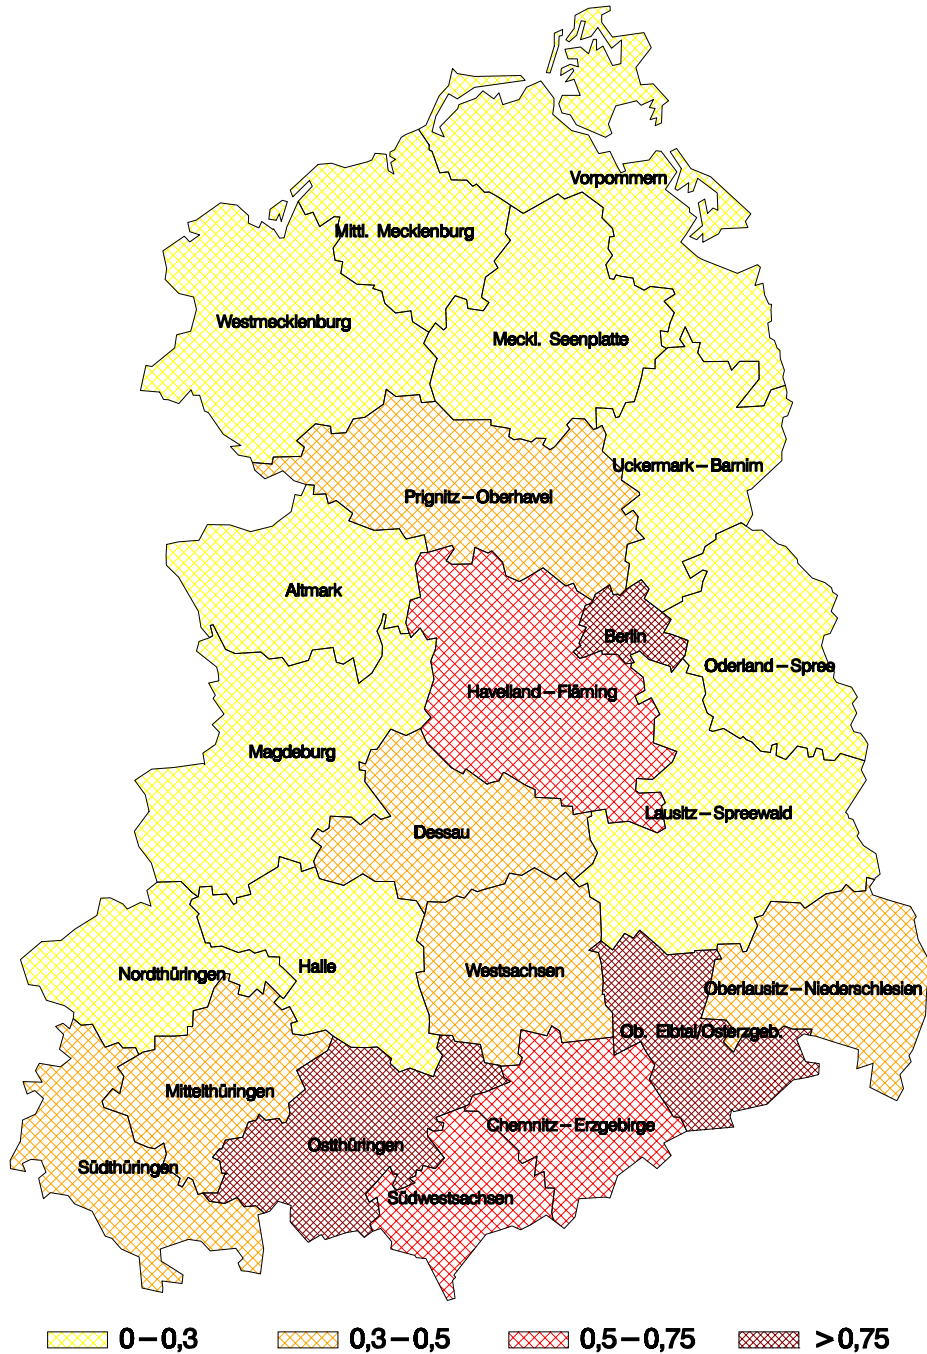 Vorpommern
Mittl. Mecklenburg
Westmecklenburg
Meckl. Seenplatte
Uckermark – Barnim
Prignitz – Oberhavel
Altmark
Berlin
Oderland – Spree
Havelland – Fläming
Magdeburg
Lausitz – Spreewald
Dessau
Nordthüringen
Halle
Westsachsen
Oberlausitz – Niederschlesien
Ob. Elbtal/Osterzgeb.
Mittelthüringen
Chemnitz – Erzgebirge
Ostthüringen
Südthüringen
Südwestsachsen
0 – 0,3 0,3 – 0,5 0,5 – 0,75 > 0,75